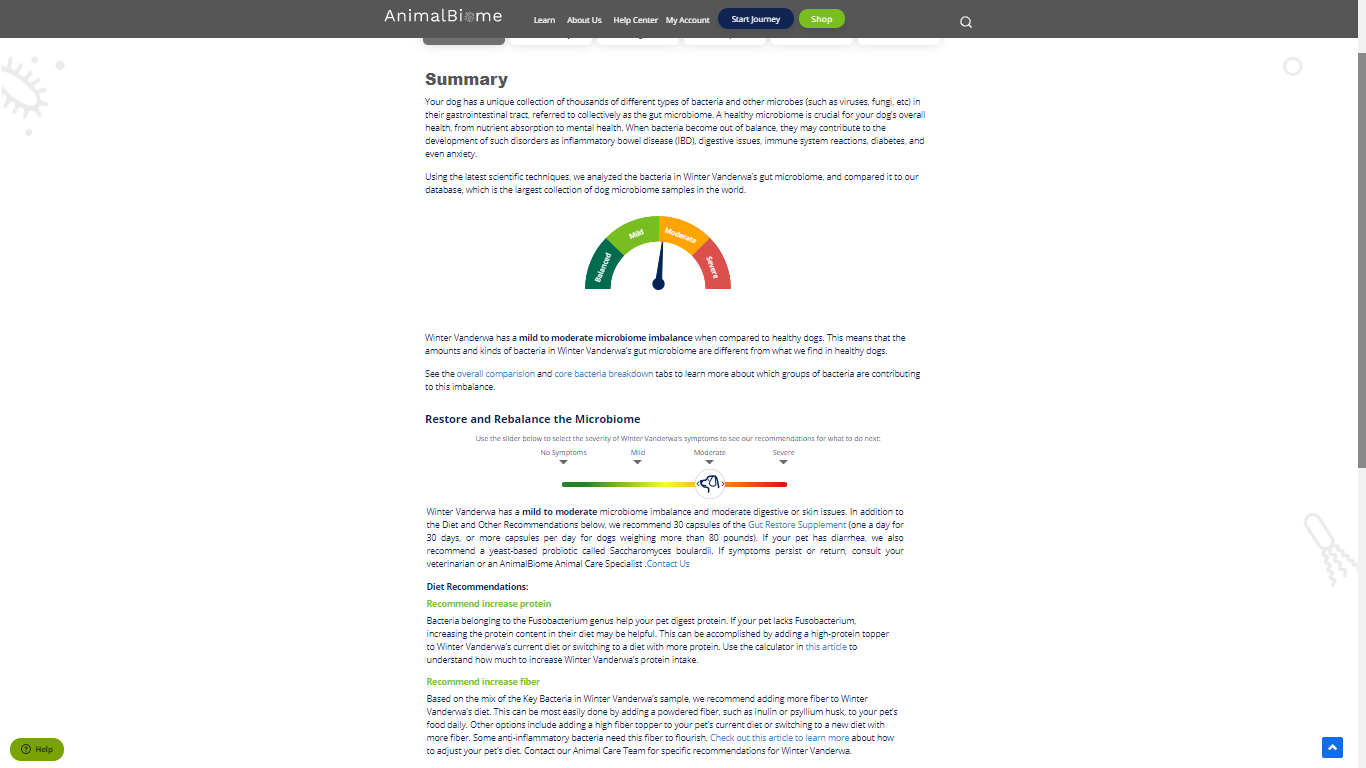 AnimalBiome
Learn About Us Help Center My Account Start Journey Shop
Summary
Your dog has a unique collection of thousands of different types of bacteria and other microbes (such as viruses, fungi, etc) in
their gastrointestinal tract, referred to collectively as the gut microbiome. A healthy microbiome is crucial for your dog's overall
health, from nutrient absorption to mental health. When bacteria become out of balance, they may contribute to the
development of such disorders as inflammatory bowel disease (IBD), digestive issues, immune system reactions, diabetes, and
even anxiety.
Using the latest scientific techniques, we analyzed the bacteria in Winter Vanderwa's gut microbiome, and compared it to our
database, which is the largest collection of dog microbiome samples in the world.
Balanced
Mild
Moderate
Severe
Winter Vanderwa has a mild to moderate microbiome imbalance when compared to healthy dogs. This means that the
amounts and kinds of bacteria in Winter Vanderwa's gut microbiome are different from what we find in healthy dogs.
See the overall comparision and core bacteria breakdown tabs to learn more about which groups of bacteria are contributing
to this imbalance.
Restore and Rebalance the Microbiome
Use the slider below to select the severity of Winter Vanderwa's symptoms to see our recommendations for what to do next:
No Symptoms Mild Moderate Severe
Winter Vanderwa has a mild to moderate microbiome imbalance and moderate digestive or skin issues. In addition to
the Diet and Other Recommendations below, we recommend 30 capsules of the Gut Restore Supplement (one a day for
30 days, or more capsules per day for dogs weighing more than 80 pounds). If your pet has diarrhea, we also
recommend a yeast-based probiotic called Saccharomyces boulardii. If symptoms persist or return, consult your
veterinarian or an AnimalBiome Animal Care Specialist .Contact Us
Diet Recommendations:
Recommend increase protein
Bacteria belonging to the Fusobacterium genus help your pet digest protein. If your pet lacks Fusobacterium,
increasing the protein content in their diet may be helpful. This can be accomplished by adding a high-protein topper
to Winter Vanderwa's current diet or switching to a diet with more protein. Use the calculator in this article to
understand how much to increase Winter Vanderwa's protein intake.
Recommend increase fiber
Based on the mix of the Key Bacteria in Winter Vanderwa's sample, we recommend adding more fiber to Winter
Vanderwa's diet. This can be most easily done by adding a powdered fiber, such as inulin or psyllium husk, to your pet's
food daily. Other options include adding a high fiber topper to your pet's current diet or switching to a new diet with
more fiber. Some anti-inflammatory bacteria need this fiber to flourish. Check out this article to learn more about how
to adjust your pet's diet. Contact our Animal Care Team for specific recommendations for Winter Vanderwa.
Help